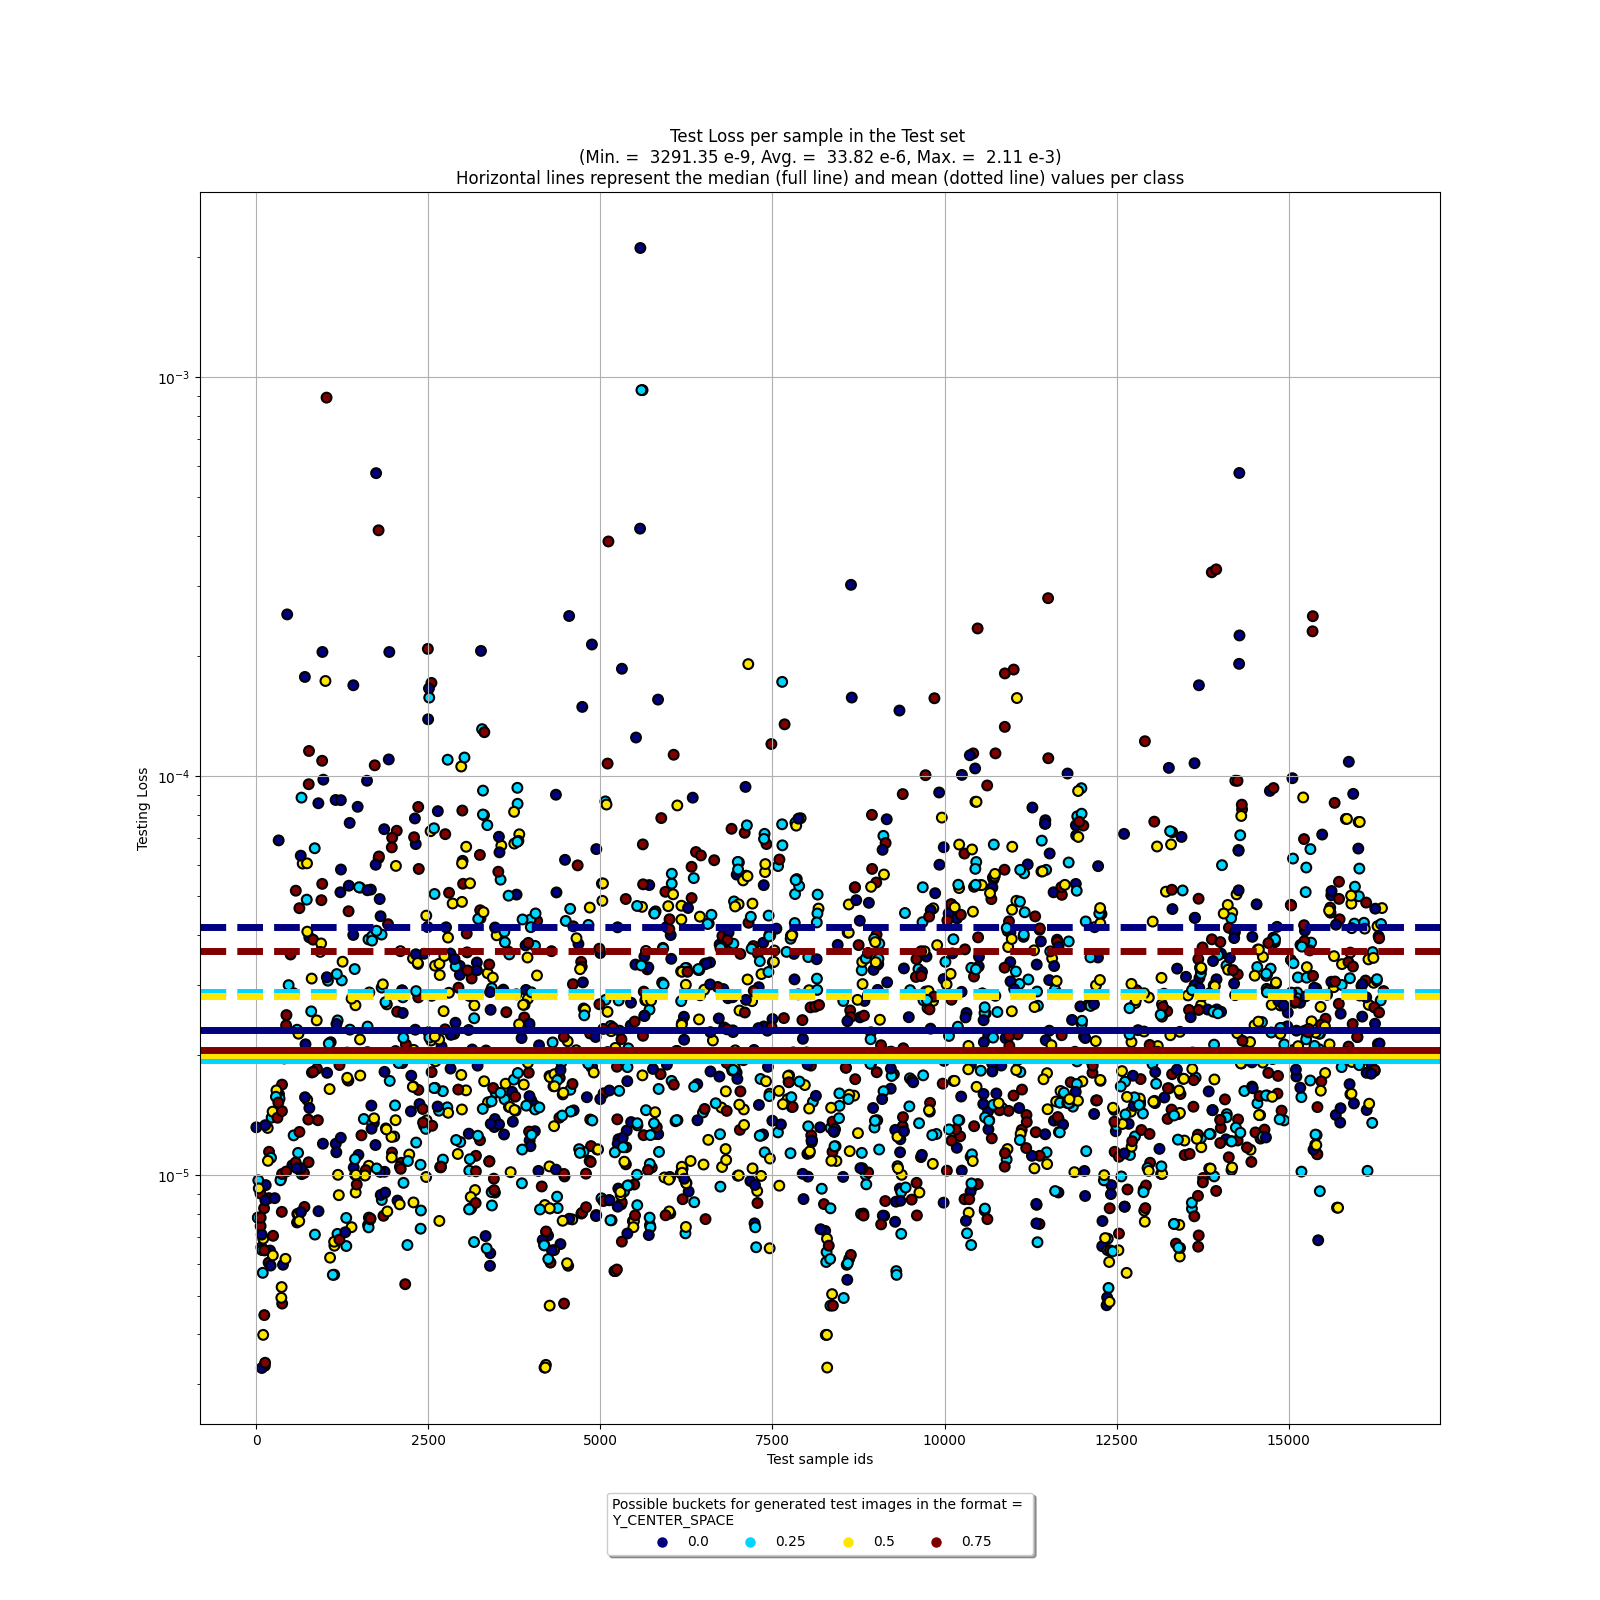 Test Loss per sample in the Test set
(Min. =  3291.35 e-9, Avg. =  33.82 e-6, Max. =  2.11 e-3)
Horizontal lines represent the median (full line) and mean (dotted line) values per class
10⁻³
10⁻⁴
10⁻⁵
Testing Loss
0 2500 5000 7500 10000 12500 15000
Test sample ids
Possible buckets for generated test images in the format =
Y_CENTER_SPACE
0.0 0.25 0.5 0.75